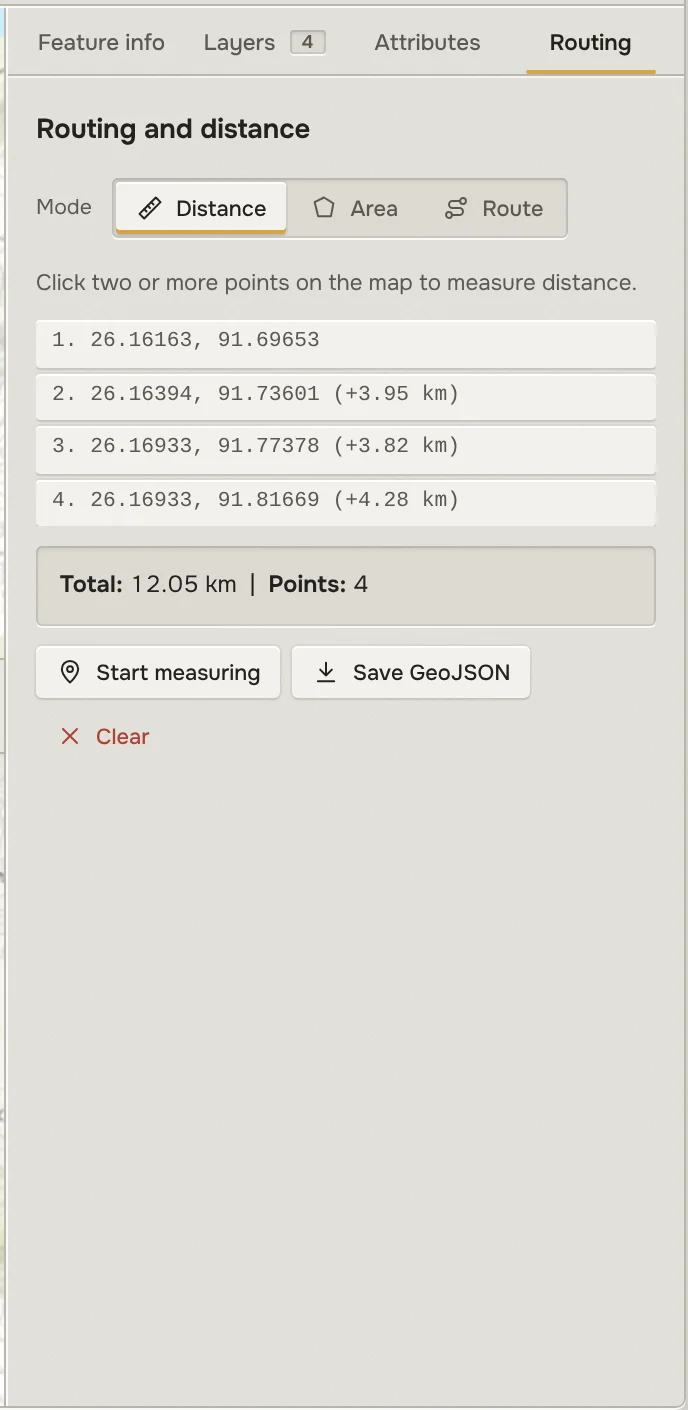 Feature info Layers 4 Attributes Routing
Routing and distance
Mode Distance Area Route
Click two or more points on the map to measure distance.
1. 26.16163, 91.69653
2. 26.16394, 91.73601 (+3.95 km)
3. 26.16933, 91.77378 (+3.82 km)
4. 26.16933, 91.81669 (+4.28 km)
Total: 12.05 km | Points: 4
Start measuring Save GeoJSON
Clear